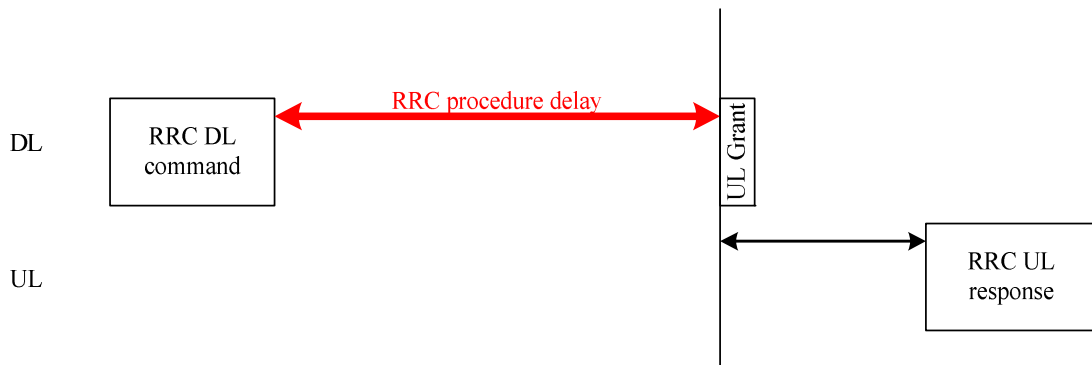 RRC procedure delay
DL
RRC DL
command
UL Grant
UL
RRC UL
response